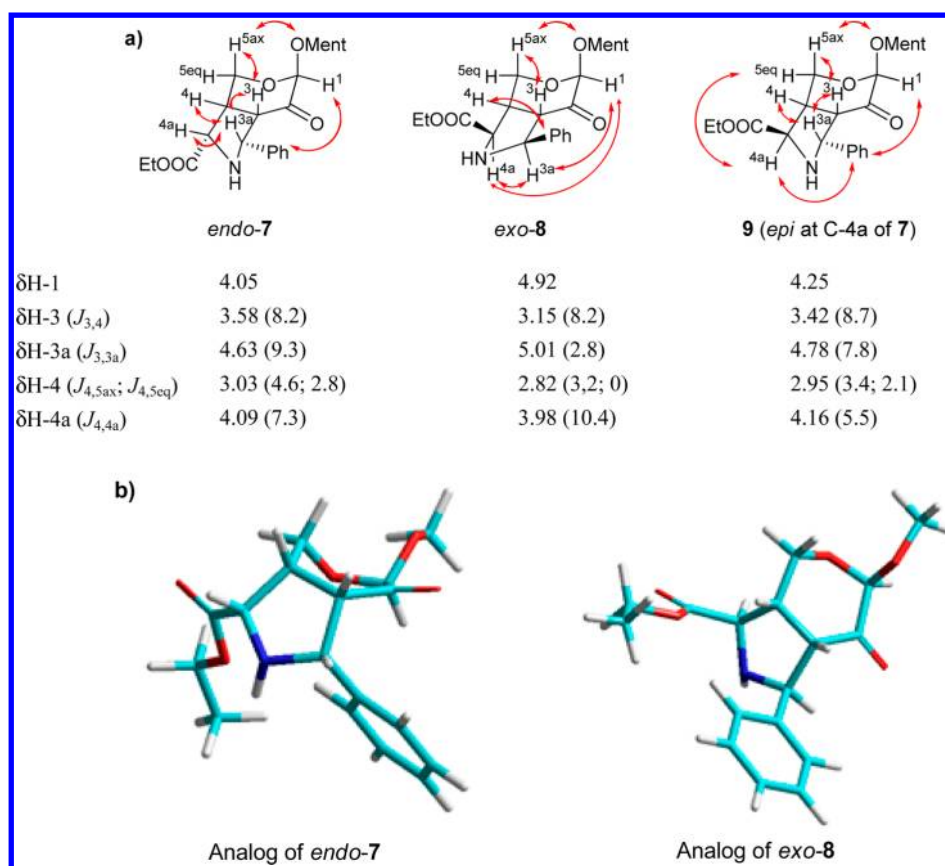 a)
H5ax OMent
5eqH O H1
4 3H
H H3a O
4a H
EtOOC N H Ph
endo-7
H5ax OMent
5eqH O H1
4 3 H
H O
EtOOC Ph
HN H4a H3a
exo-8
H5ax OMent
5eqH O H1
4 3 H
H H3a O
EtOOC Ph
H4a N H
9 (epi at C-4a of 7)
δH-1 4.05 4.92 4.25
δH-3 (J3,4) 3.58 (8.2) 3.15 (8.2) 3.42 (8.7)
δH-3a (J3,3a) 4.63 (9.3) 5.01 (2.8) 4.78 (7.8)
δH-4 (J4,5ax; J4,5eq) 3.03 (4.6; 2.8) 2.82 (3,2; 0) 2.95 (3.4; 2.1)
δH-4a (J4,4a) 4.09 (7.3) 3.98 (10.4) 4.16 (5.5)
b)
Analog of endo-7 Analog of exo-8